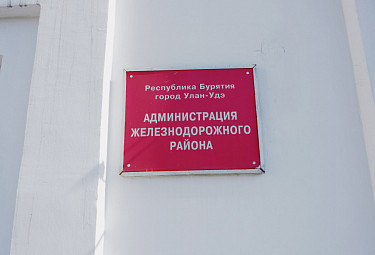 Республика Бурятия
город Улан-Удэ
АДМИНИСТРАЦИЯ
ЖЕЛЕЗНОДОРОЖНОГО
РАЙОНА